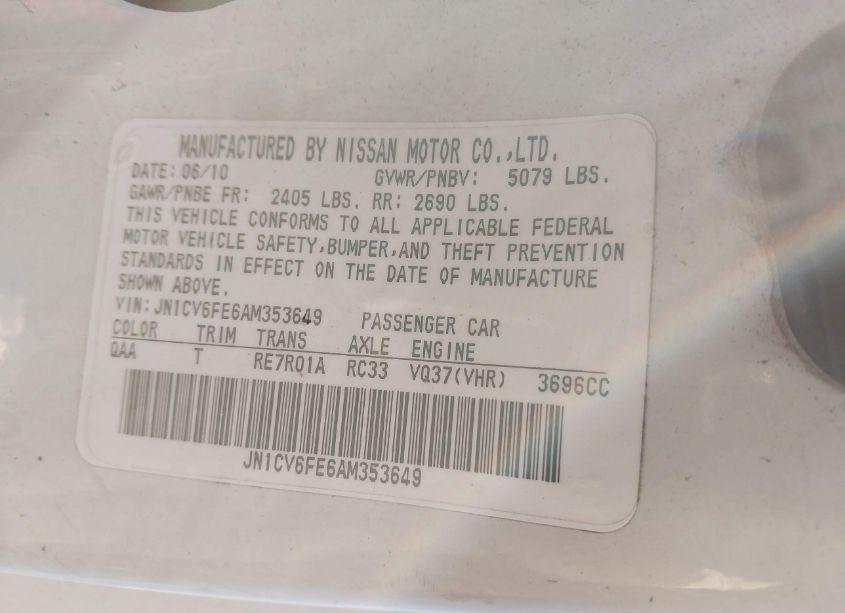 MANUFACTURED BY NISSAN MOTOR CO.,LTD.
DATE: 06/10 GVWR/PNBV: 5079 LBS.
GAWR/PNBE FR: 2405 LBS. RR: 2690 LBS.
THIS VEHICLE CONFORMS TO ALL APPLICABLE FEDERAL
MOTOR VEHICLE SAFETY,BUMPER,AND THEFT PREVENTION
STANDARDS IN EFFECT ON THE DATE OF MANUFACTURE
SHOWN ABOVE.
VIN:JN1CV6FE6AM353649 PASSENGER CAR
COLOR TRIM TRANS AXLE ENGINE
QAA T RE7R01A RC33 VQ37(VHR) 3696CC
JN1CV6FE6AM353649